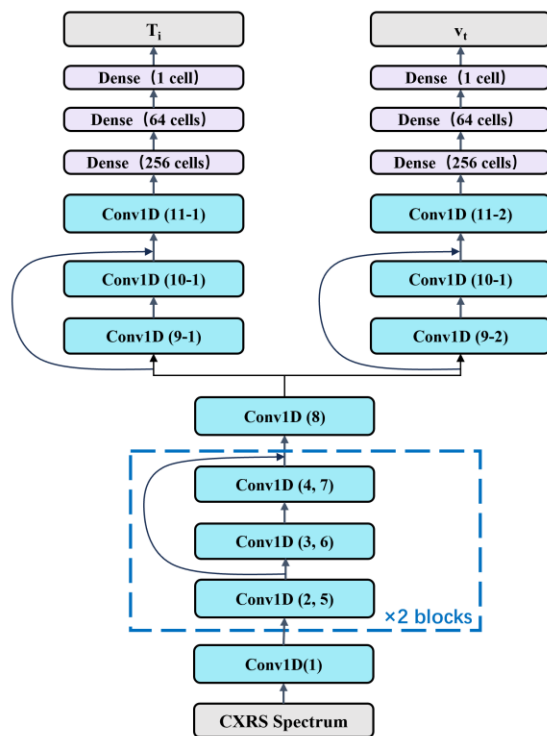 T_i
v_t
Dense (1 cell)
Dense (1 cell)
Dense (64 cells)
Dense (64 cells)
Dense (256 cells)
Dense (256 cells)
Conv1D (11-1)
Conv1D (11-2)
Conv1D (10-1)
Conv1D (10-1)
Conv1D (9-1)
Conv1D (9-2)
Conv1D (8)
Conv1D (4, 7)
Conv1D (3, 6)
Conv1D (2, 5)
×2 blocks
Conv1D(1)
CXRS Spectrum